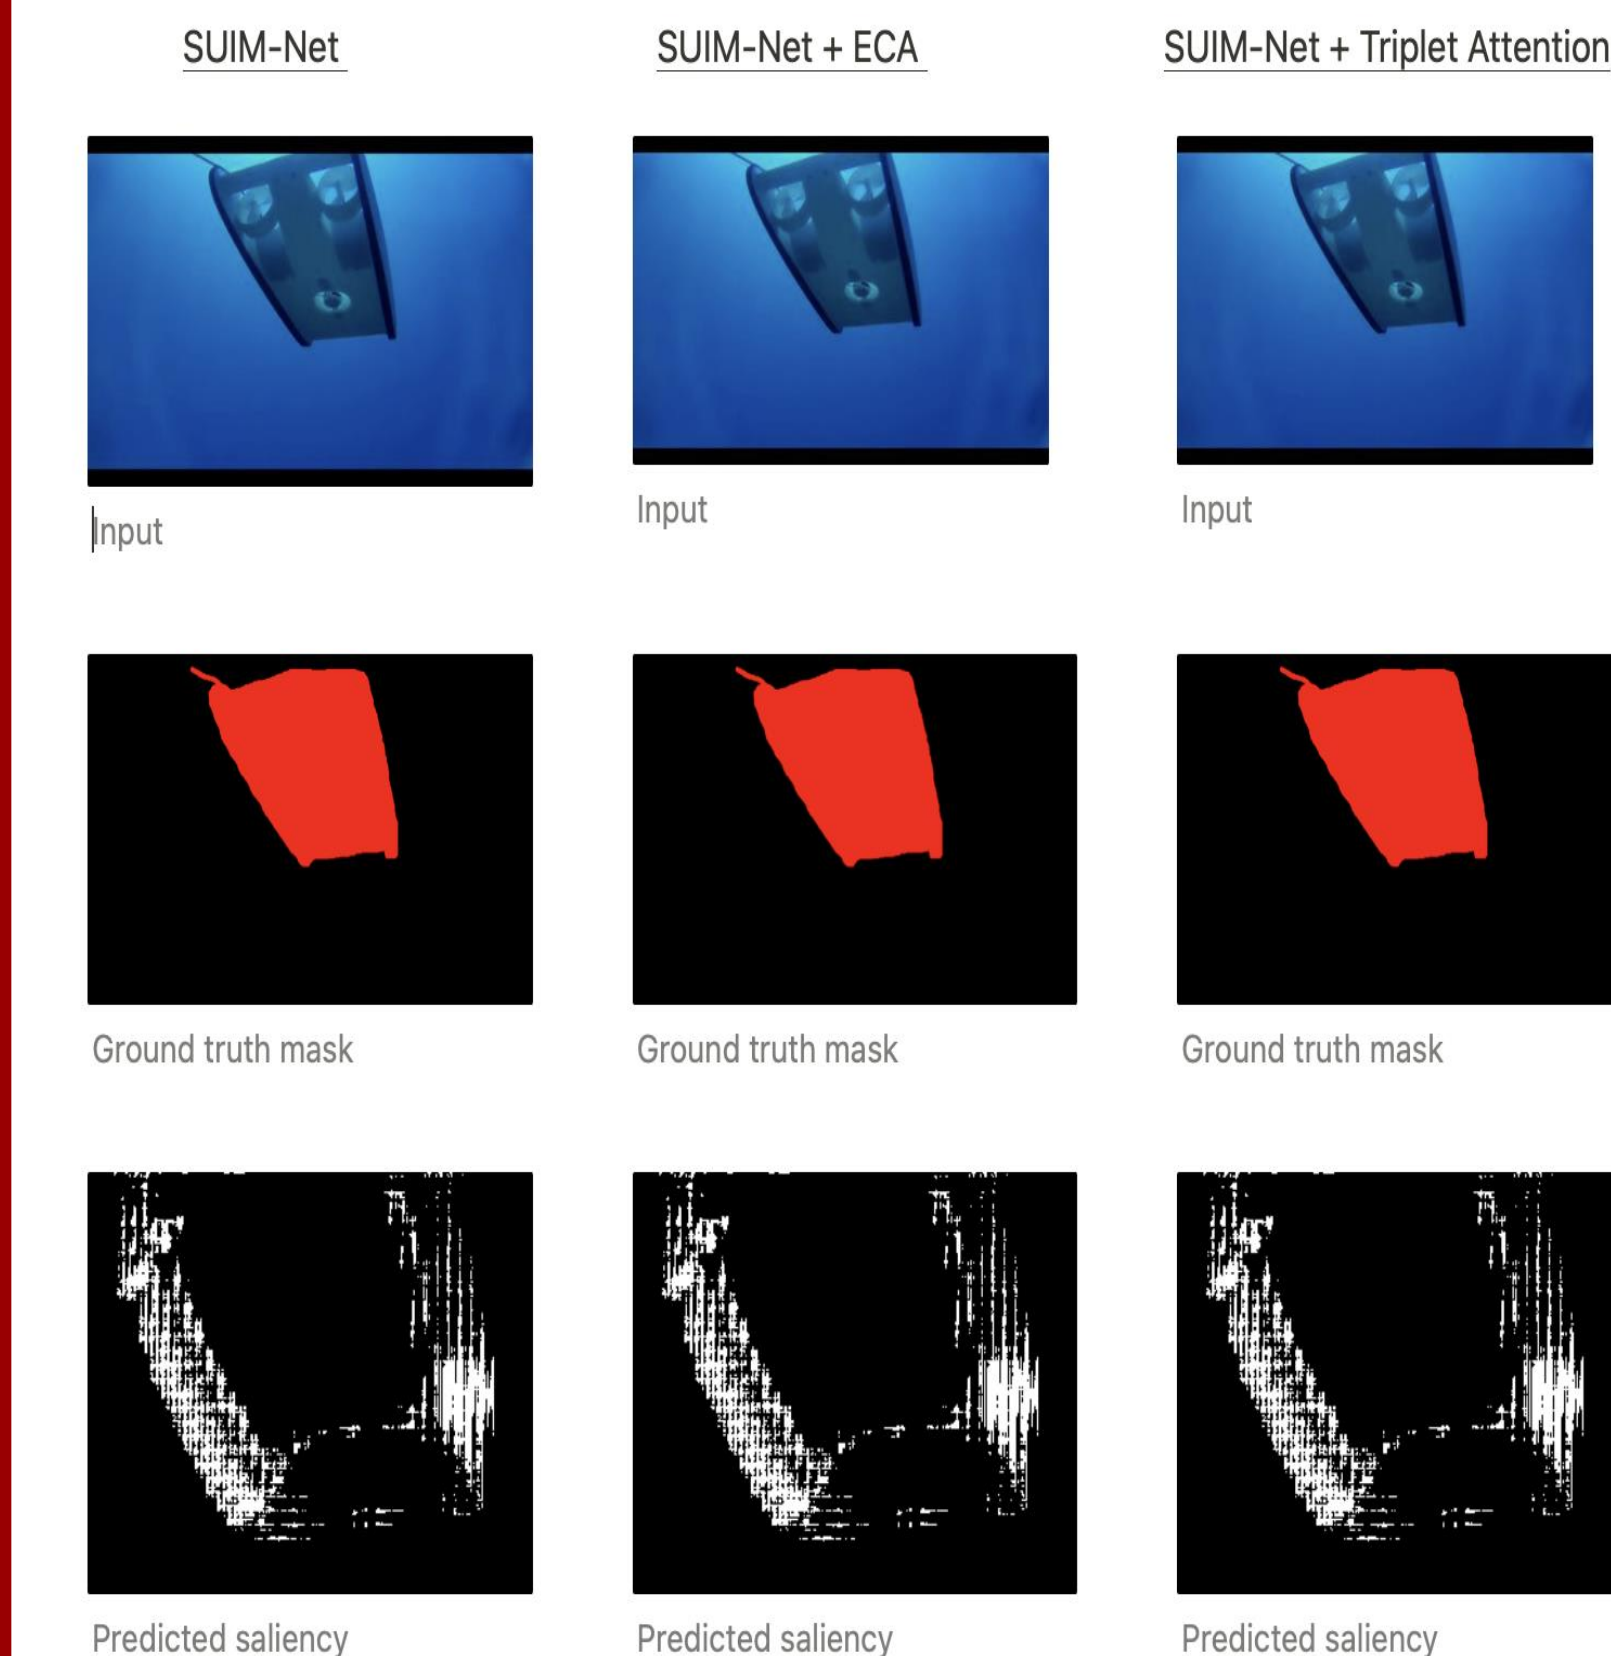 SUIM-Net
SUIM-Net + ECA
SUIM-Net + Triplet Attention
Input
Input
Input
Ground truth mask
Ground truth mask
Ground truth mask
Predicted saliency
Predicted saliency
Predicted saliency